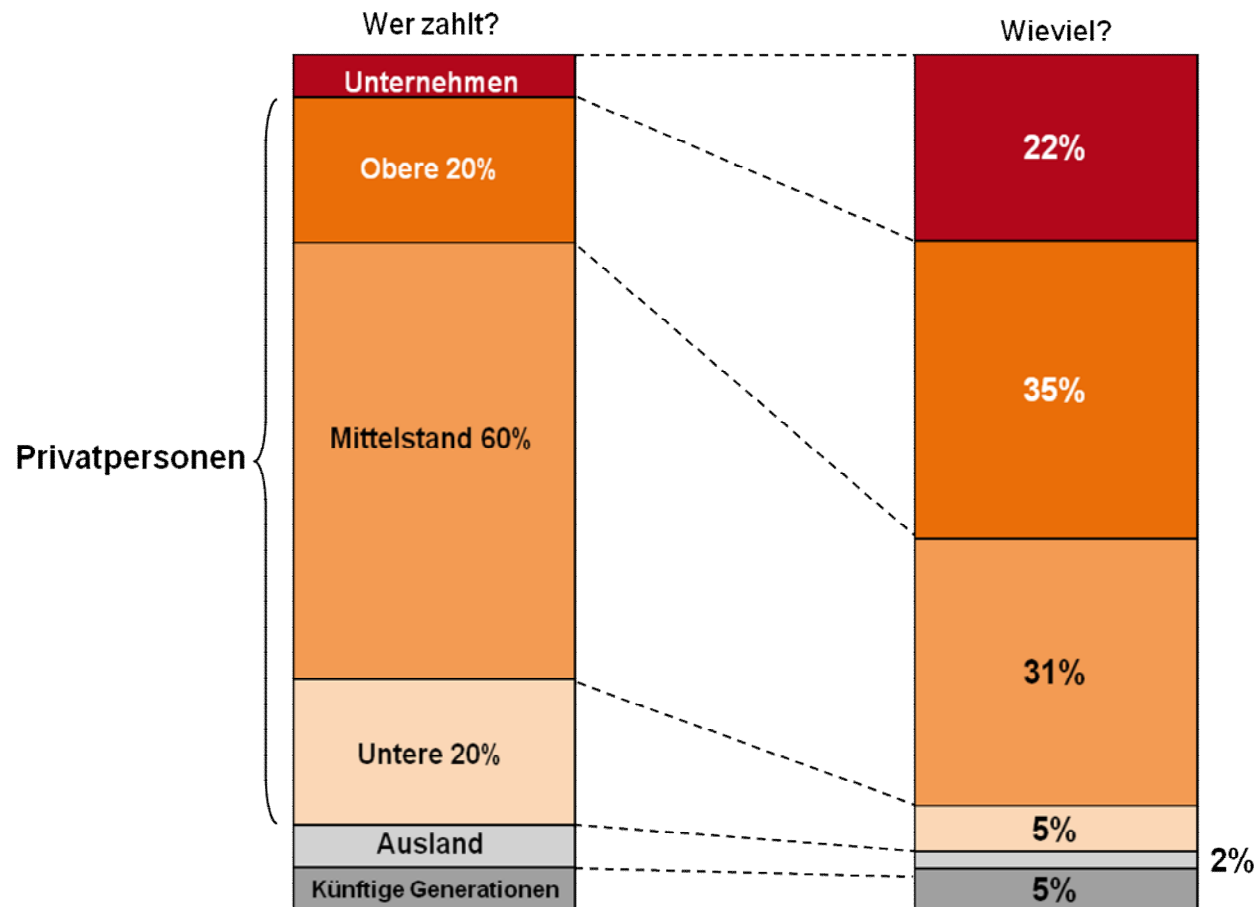 Wer zahlt?
Wieviel?
Unternehmen
22%
Obere 20%
35%
Privatpersonen
Mittelstand 60%
31%
Untere 20%
5%
Ausland
2%
Künftige Generationen
5%